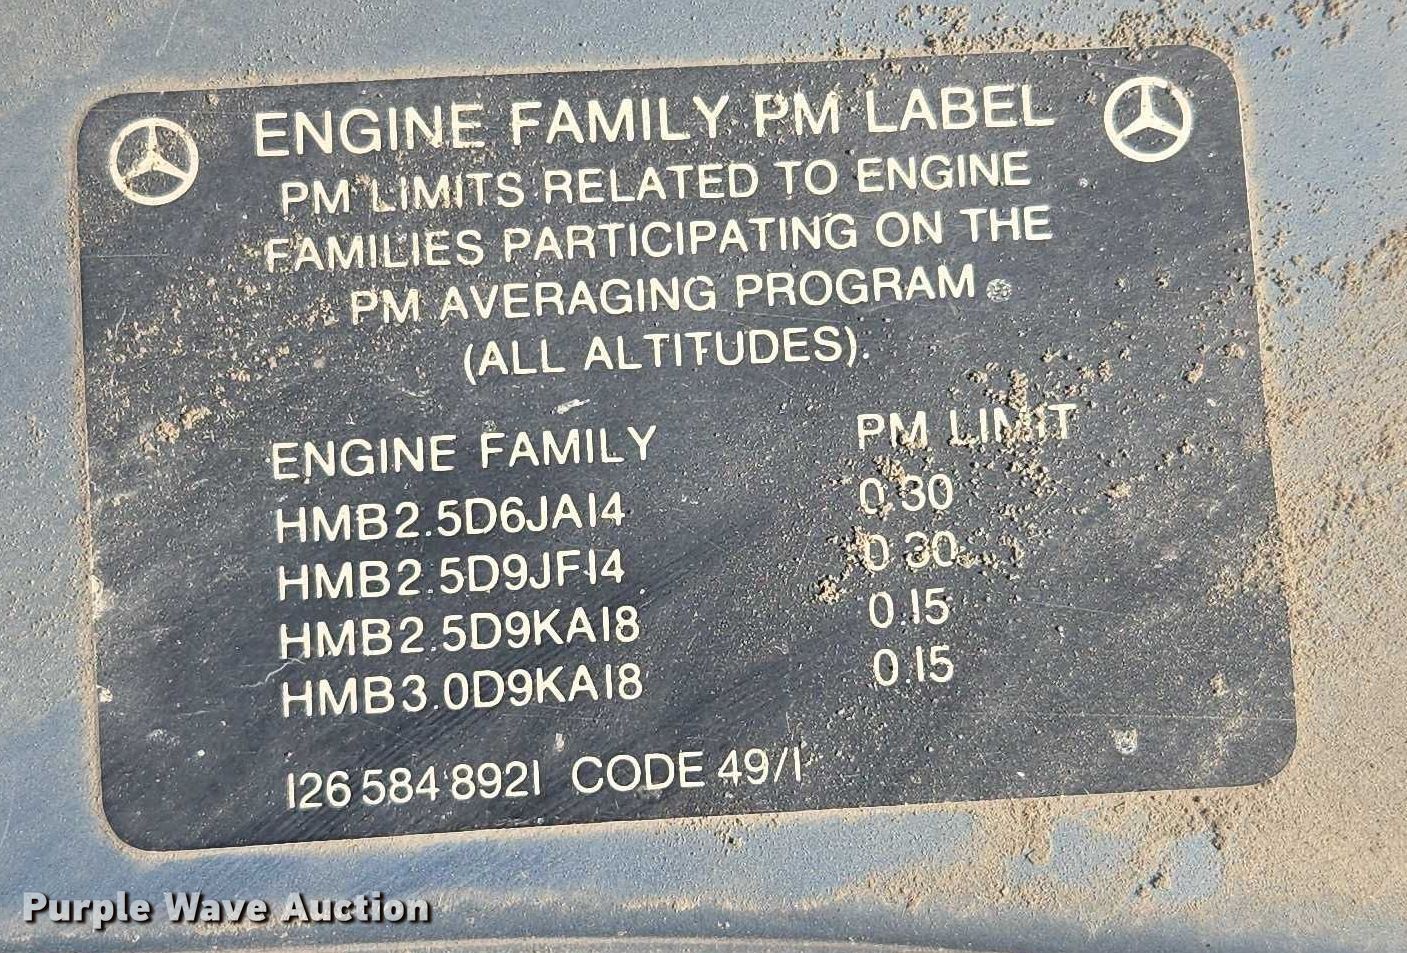 ENGINE FAMILY PM LABEL
PM LIMITS RELATED TO ENGINE
FAMILIES PARTICIPATING ON THE
PM AVERAGING PROGRAM
(ALL ALTITUDES).
ENGINE FAMILY PM LIMIT
HMB2.5D6JA14 0.30
HMB2.5D9JF14 0.30
HMB2.5D9KA18 0.15
HMB3.0D9KA18 0.15
126 584 8921 CODE 49/1
Purple Wave Auction